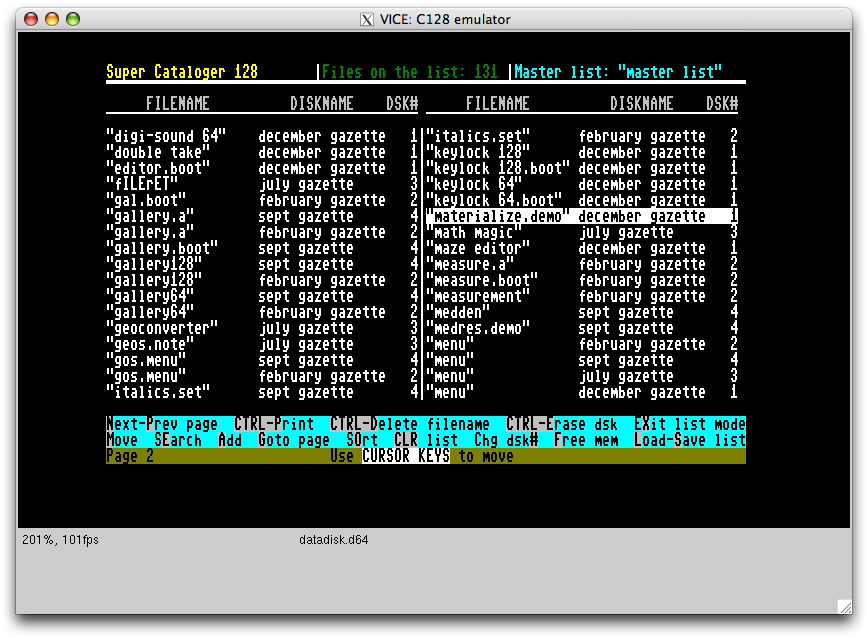 VICE: C128 emulator
Super Cataloger 128 |Files on the list: 131 |Master list: "master list"
FILENAME DISKNAME DSK# FILENAME DISKNAME DSK#
"digi-sound 64" december gazette 1|"italics.set" february gazette 2
"double take" december gazette 1|"keylock 128" december gazette 1
"editor.boot" december gazette 1|"keylock 128.boot" december gazette 1
"fILErET" july gazette 3|"keylock 64" december gazette 1
"gal.boot" february gazette 2|"keylock 64.boot" december gazette 1
"gallery.a" sept gazette 4|"materialize.demo" december gazette 1
"gallery.a" february gazette 2|"math magic" july gazette 3
"gallery.boot" sept gazette 4|"maze editor" december gazette 1
"gallery128" sept gazette 4|"measure.a" february gazette 2
"gallery128" february gazette 2|"measure.boot" february gazette 2
"gallery64" sept gazette 4|"measurement" february gazette 2
"gallery64" february gazette 2|"medden" sept gazette 4
"geoconverter" july gazette 3|"medres.demo" sept gazette 4
"geos.note" july gazette 3|"menu" february gazette 2
"gos.menu" sept gazette 4|"menu" sept gazette 4
"gos.menu" february gazette 2|"menu" july gazette 3
"italics.set" sept gazette 4|"menu" december gazette 1
Next-Prev page CTRL-Print CTRL-Delete filename CTRL-Erase dsk EXit list mode
Move SEarch Add Goto page SOrt CLR list Chg dsk# Free mem Load-Save list
Page 2 Use CURSOR KEYS to move
201%, 101fps datadisk.d64